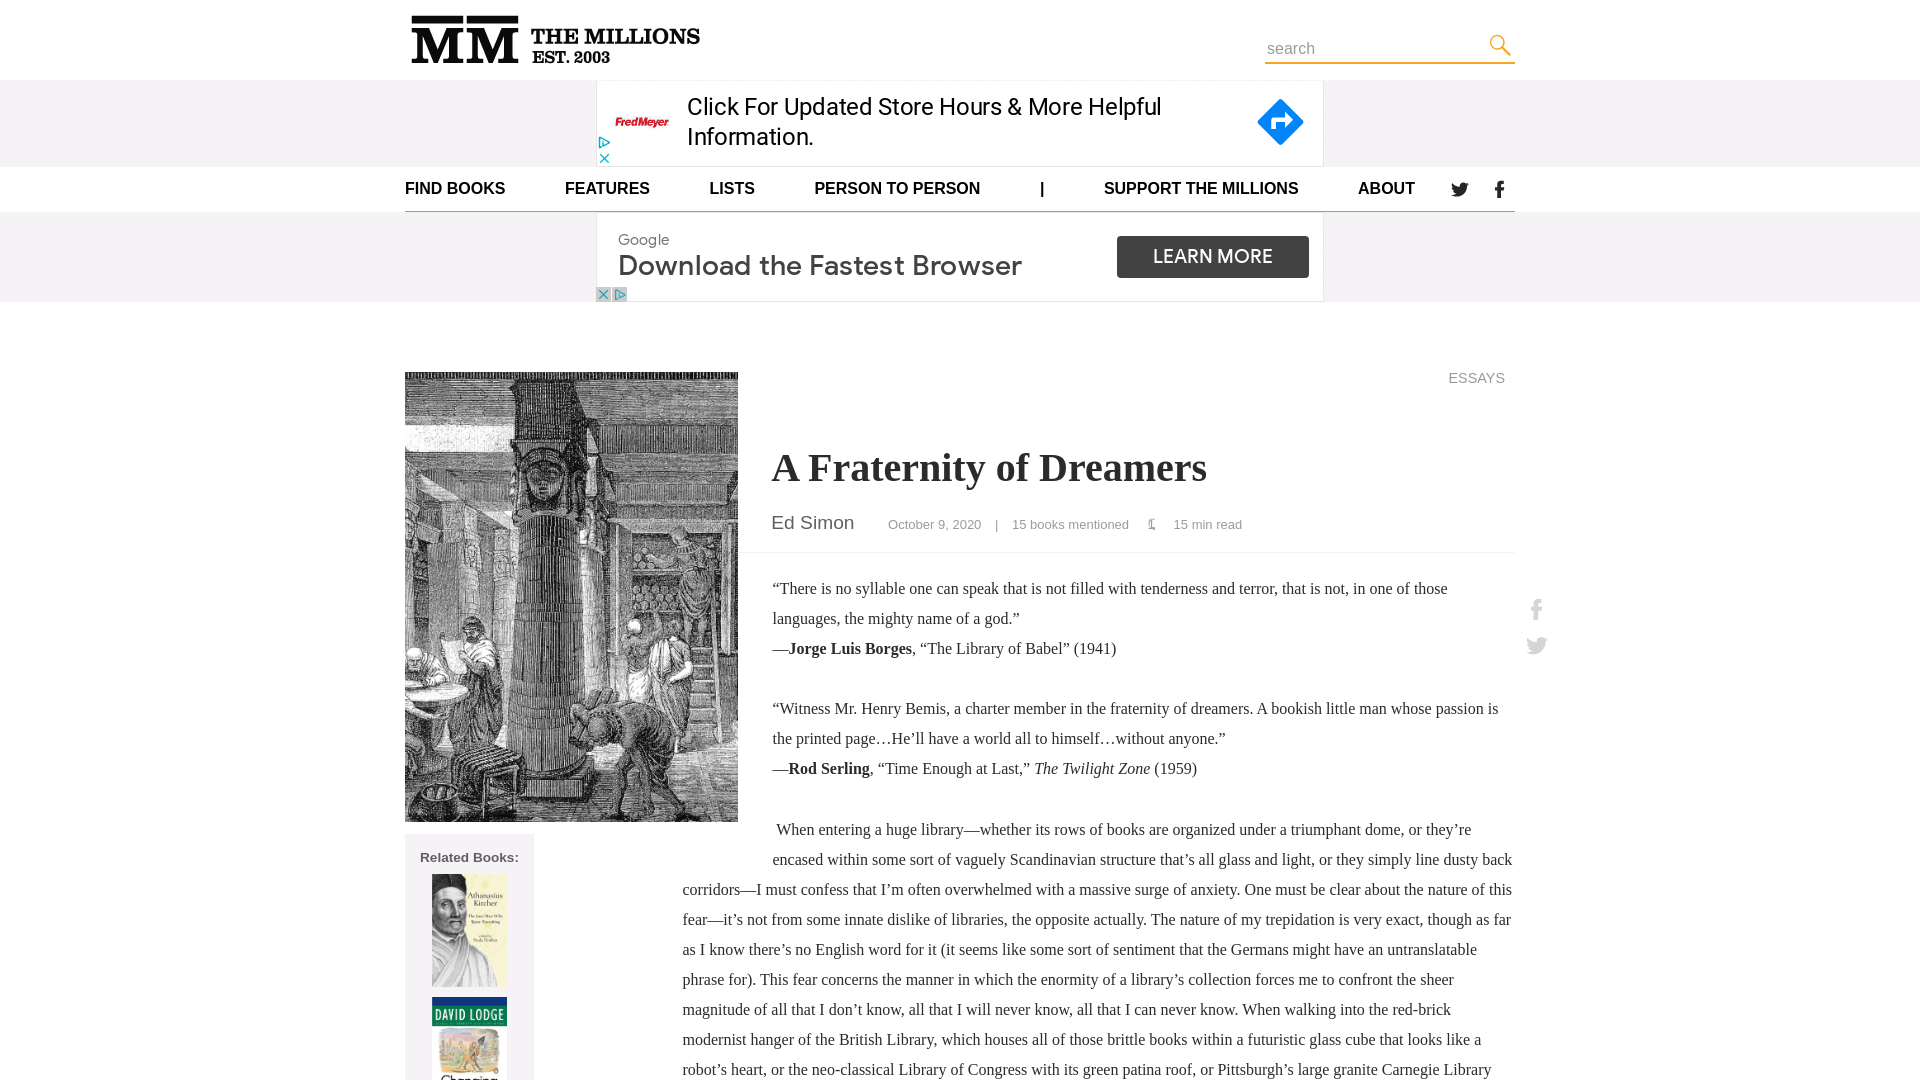 MM THE MILLIONS
EST. 2003
search
FredMeyer
Click For Updated Store Hours & More Helpful
Information.
FIND BOOKS FEATURES LISTS PERSON TO PERSON | SUPPORT THE MILLIONS ABOUT
Google
Download the Fastest Browser
LEARN MORE
ESSAYS
A Fraternity of Dreamers
Ed Simon October 9, 2020 | 15 books mentioned 1 15 min read
“There is no syllable one can speak that is not filled with tenderness and terror, that is not, in one of those
languages, the mighty name of a god.”
—Jorge Luis Borges, “The Library of Babel” (1941)
“Witness Mr. Henry Bemis, a charter member in the fraternity of dreamers. A bookish little man whose passion is
the printed page…He’ll have a world all to himself…without anyone.”
—Rod Serling, “Time Enough at Last,” The Twilight Zone (1959)
When entering a huge library—whether its rows of books are organized under a triumphant dome, or they’re
encased within some sort of vaguely Scandinavian structure that’s all glass and light, or they simply line dusty back
corridors—I must confess that I’m often overwhelmed with a massive surge of anxiety. One must be clear about the nature of this
fear—it’s not from some innate dislike of libraries, the opposite actually. The nature of my trepidation is very exact, though as far
as I know there’s no English word for it (it seems like some sort of sentiment that the Germans might have an untranslatable
phrase for). This fear concerns the manner in which the enormity of a library’s collection forces me to confront the sheer
magnitude of all that I don’t know, all that I will never know, all that I can never know. When walking into the red-brick
modernist hanger of the British Library, which houses all of those brittle books within a futuristic glass cube that looks like a
robot’s heart, or the neo-classical Library of Congress with its green patina roof, or Pittsburgh’s large granite Carnegie Library
Related Books:
Athanasius
Kircher
The Last Man Who
Knew Everything
Paula Findlen
DAVID LODGE
Changing